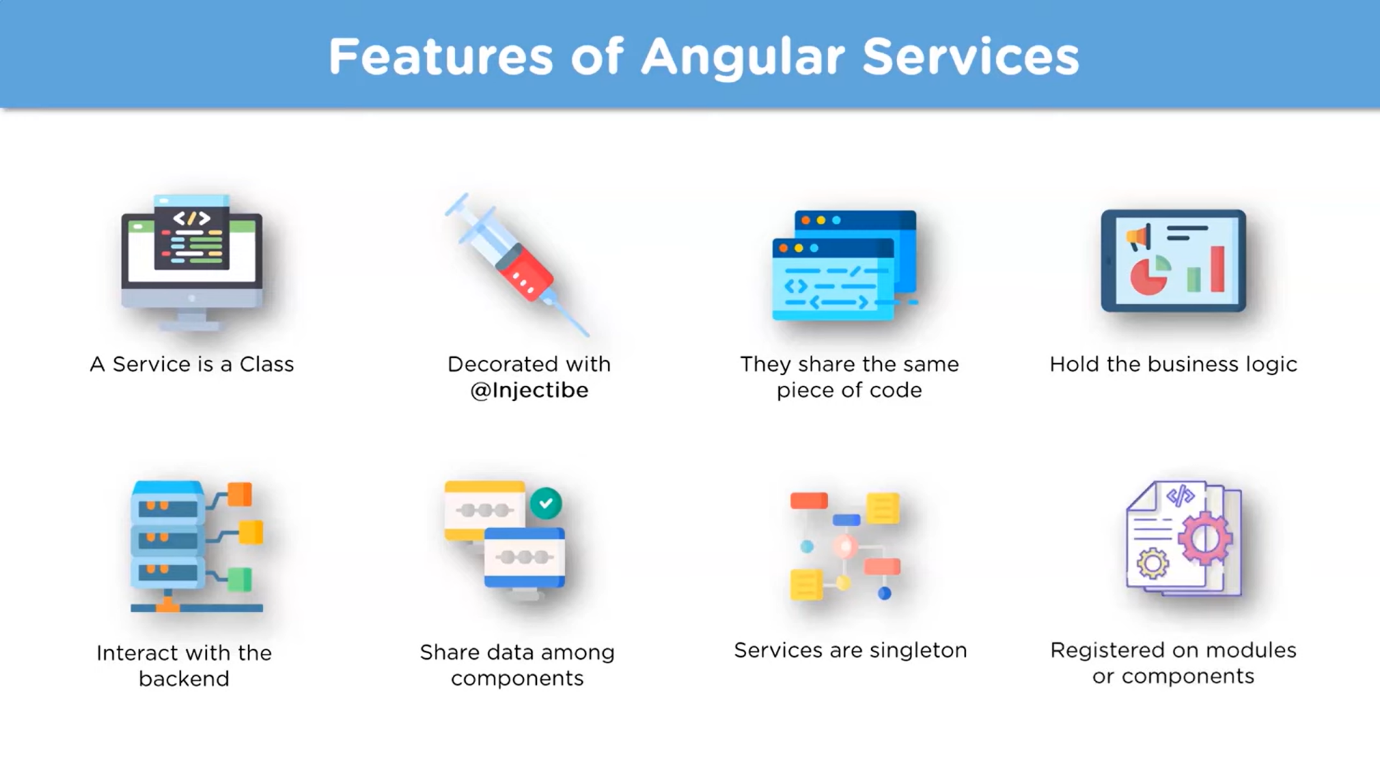 Features of Angular Services
A Service is a Class
Decorated with
@Injectibe
They share the same
piece of code
Hold the business logic
Interact with the
backend
Share data among
components
Services are singleton
Registered on modules
or components